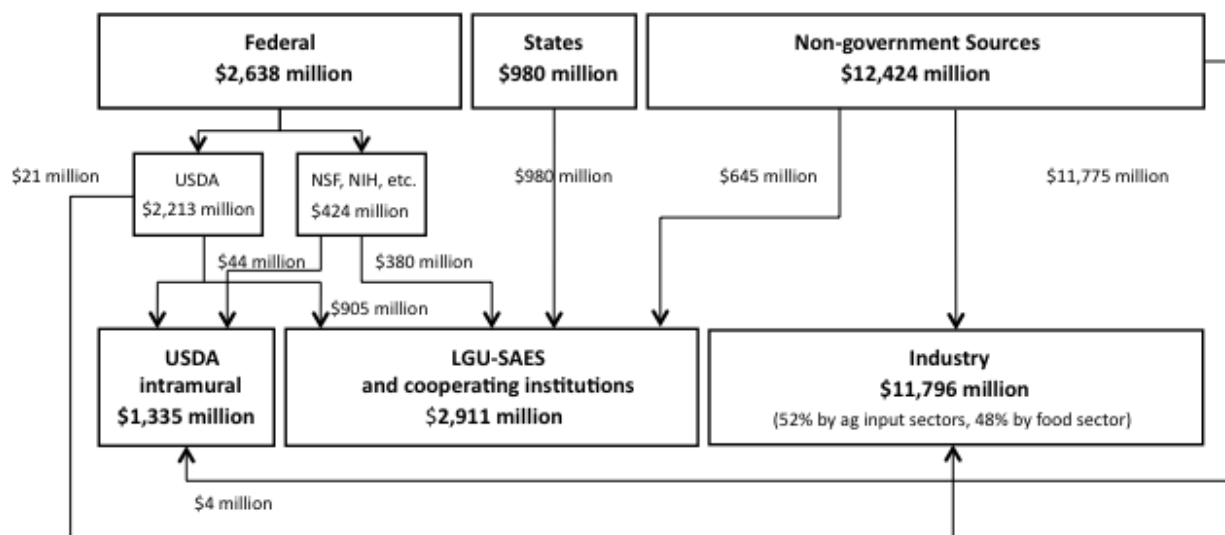 Federal
$2,638 million
States
$980 million
Non-government Sources
$12,424 million
$21 million
USDA
$2,213 million
NSF, NIH, etc.
$424 million
$980 million
$645 million
$11,775 million
$44 million
$380 million
$905 million
USDA
intramural
$1,335 million
LGU-SAES
and cooperating institutions
$2,911 million
Industry
$11,796 million
(52% by ag input sectors, 48% by food sector)
$4 million